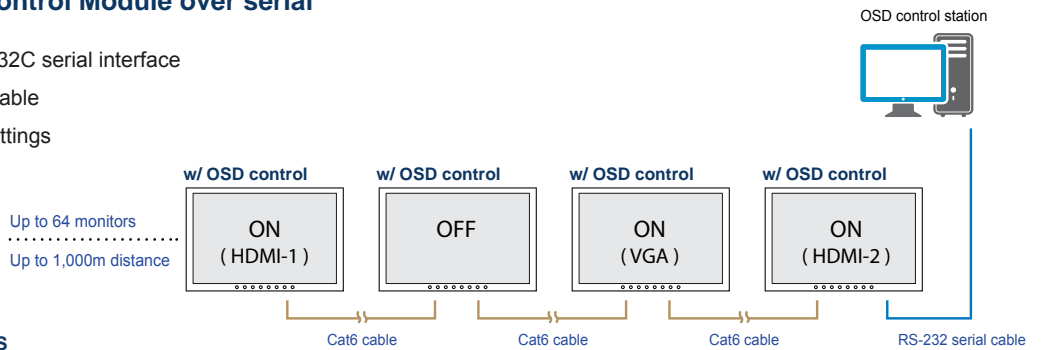 ontrol Module over serial
OSD control station
32C serial interface
able
ttings
w/ OSD control w/ OSD control w/ OSD control w/ OSD control
Up to 64 monitors
Up to 1,000m distance
ON
( HDMI-1 )
OFF
ON
( VGA )
ON
( HDMI-2 )
Cat6 cable Cat6 cable Cat6 cable RS-232 serial cable
s